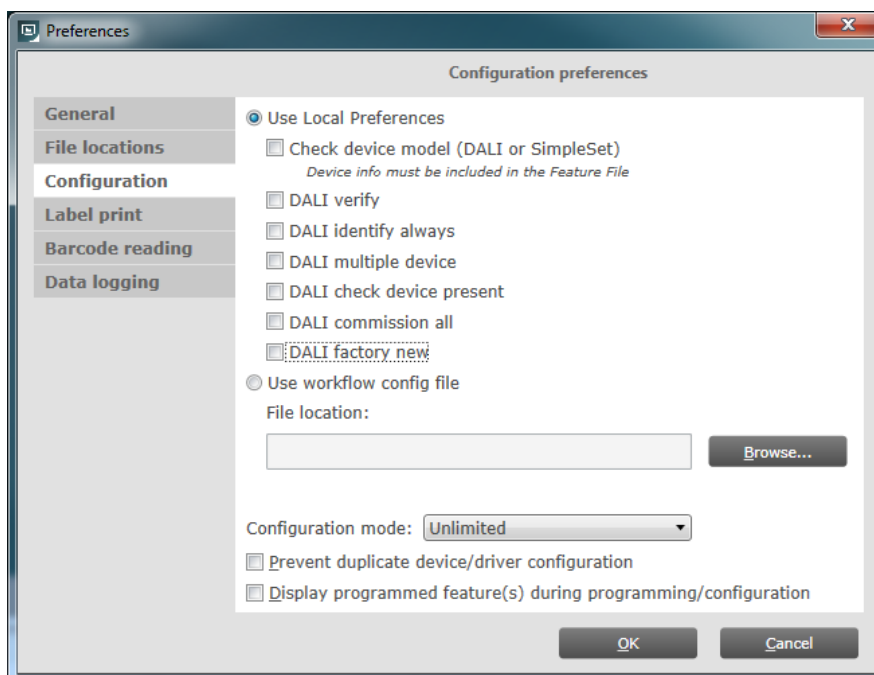 Preferences
Configuration preferences
General
File locations
Configuration
Label print
Barcode reading
Data logging
Use Local Preferences
Check device model (DALI or SimpleSet)
Device info must be included in the Feature File
DALI verify
DALI identify always
DALI multiple device
DALI check device present
DALI commission all
DALI factory new
Use workflow config file
File location:
Browse...
Configuration mode: Unlimited
Prevent duplicate device/driver configuration
Display programmed feature(s) during programming/configuration
OK Cancel